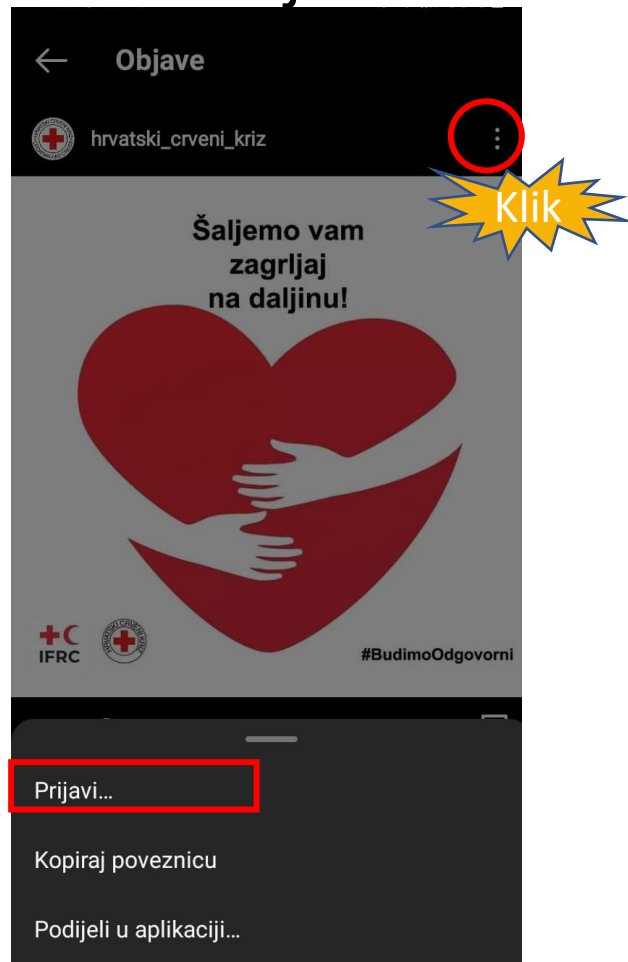 Objave
hrvatski_crveni_kriz
Klik
Šaljemo vam
zagrljaj
na daljinu!
IFRC
#BudimoOdgovorni
Prijavi...
Kopiraj poveznicu
Podijeli u aplikaciji...